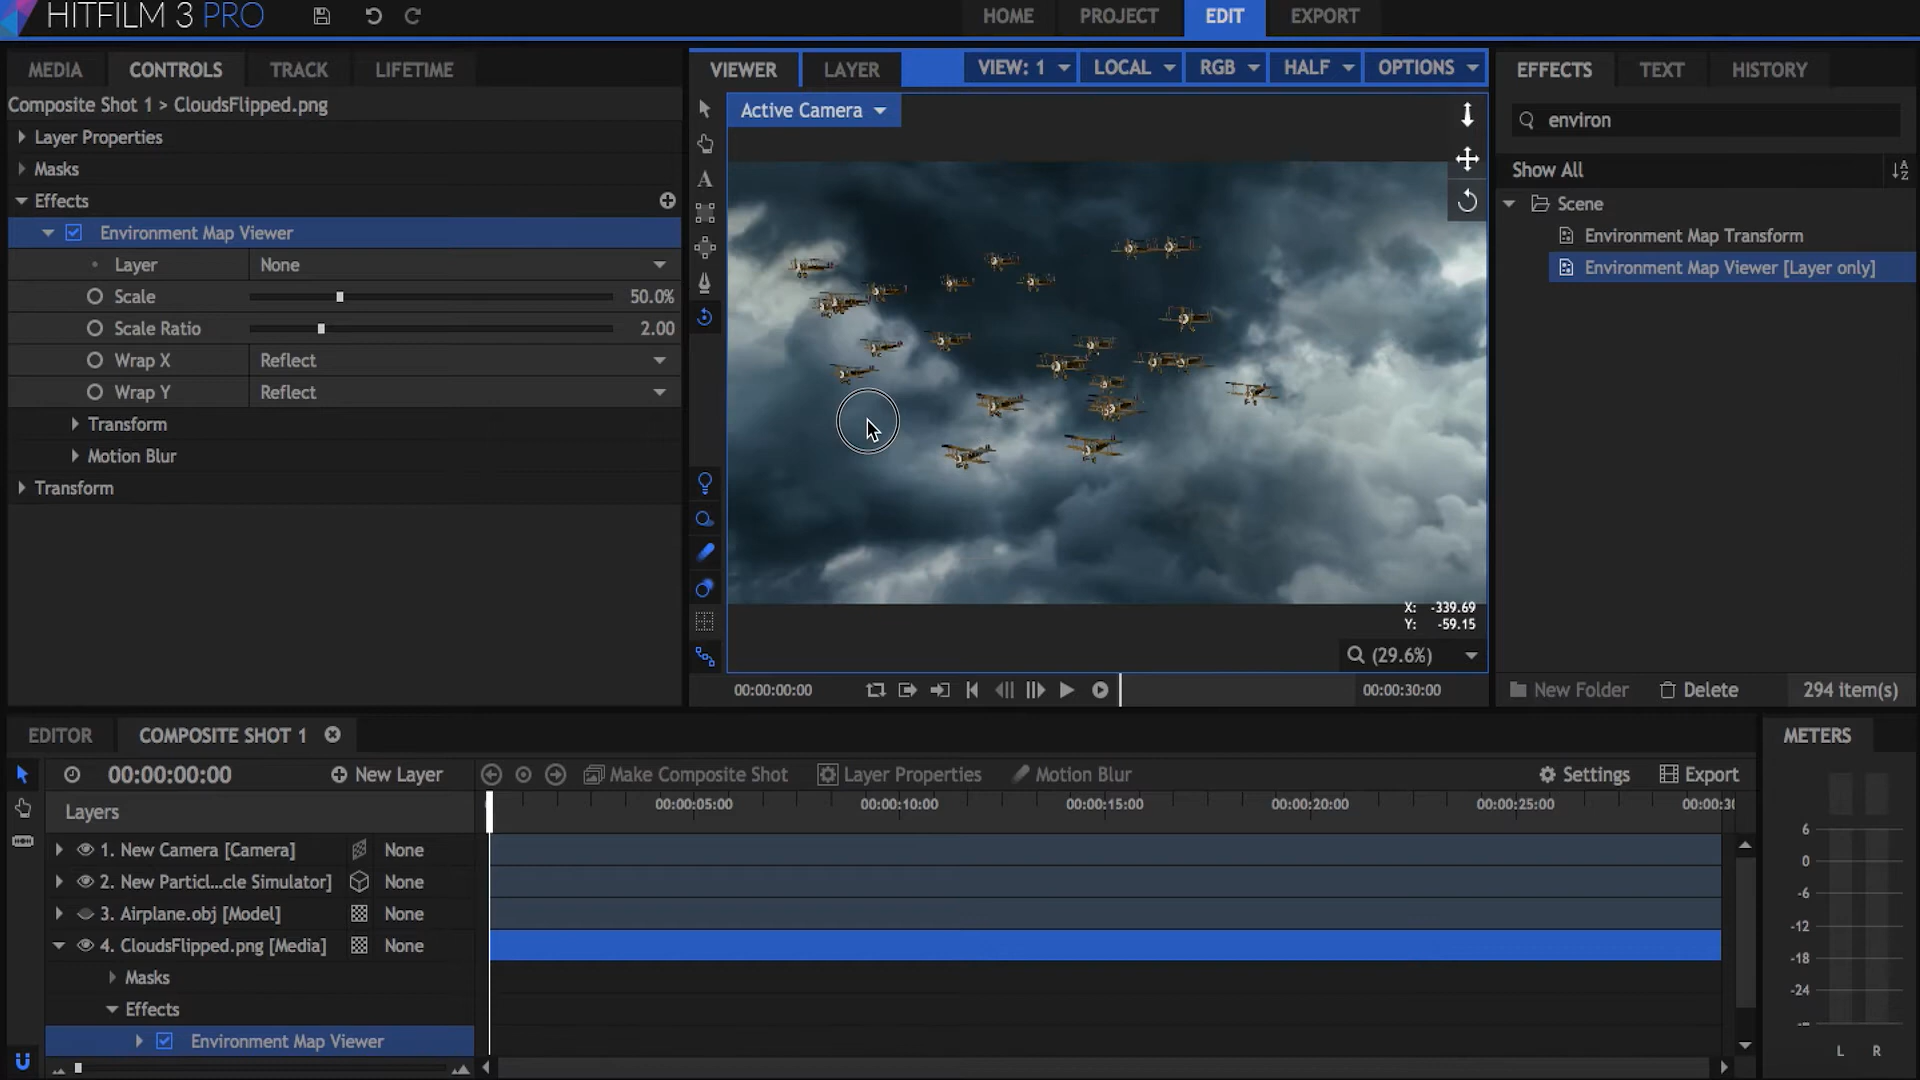 HITFILM 3 PRO
HOME PROJECT EDIT EXPORT
MEDIA CONTROLS TRACK LIFETIME
Composite Shot 1 > CloudsFlipped.png
Layer Properties
Masks
Effects
Environment Map Viewer
Layer None
Scale 50.0%
Scale Ratio 2.00
Wrap X Reflect
Wrap Y Reflect
Transform
Motion Blur
Transform
VIEWER LAYER VIEW: 1 LOCAL RGB HALF OPTIONS
Active Camera
A
X: -339.69
Y: -59.15
(29.6%)
00:00:00:00 00:00:30:00
EFFECTS TEXT HISTORY
environ
Show All
Scene
Environment Map Transform
Environment Map Viewer [Layer only]
New Folder Delete 294 item(s)
EDITOR COMPOSITE SHOT 1
00:00:00:00 New Layer Make Composite Shot Layer Properties Motion Blur Settings Export
Layers 00:00:05:00 00:00:10:00 00:00:15:00 00:00:20:00 00:00:25:00 00:00:30
1. New Camera [Camera] None
2. New Particl...cle Simulator] None
3. Airplane.obj [Model] None
4. CloudsFlipped.png [Media] None
Masks
Effects
Environment Map Viewer
METERS
6
0
-6
-12
-18
-24
-∞
L R